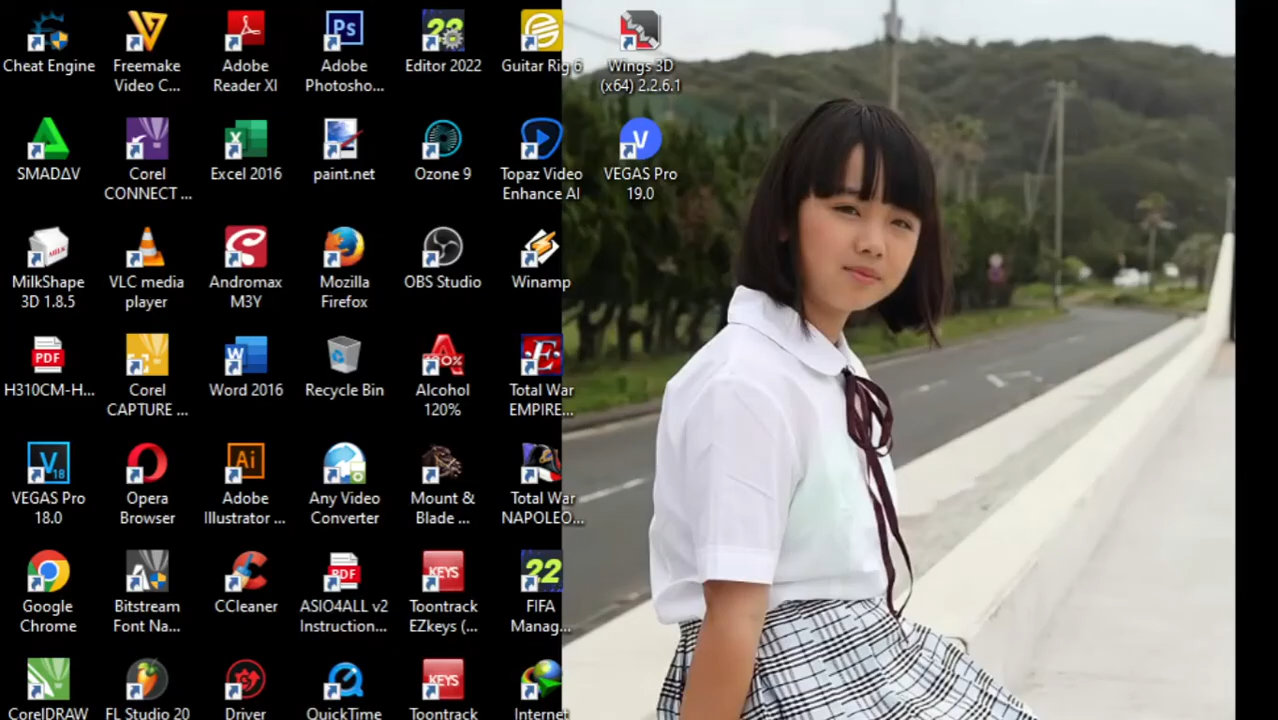 Cheat Engine
Freemake
Video C...
Adobe
Reader XI
Adobe
Photosho...
Editor 2022
Guitar Rig 6
Wings 3D
(x64) 2.2.6.1
SMADΔV
Corel
CONNECT ...
Excel 2016
paint.net
Ozone 9
Topaz Video
Enhance AI
VEGAS Pro
19.0
MilkShape
3D 1.8.5
VLC media
player
Andromax
M3Y
Mozilla
Firefox
OBS Studio
Winamp
H310CM-H...
Corel
CAPTURE ...
Word 2016
Recycle Bin
Alcohol
120%
Total War
EMPIRE...
VEGAS Pro
18.0
Opera
Browser
Adobe
Illustrator ...
Any Video
Converter
Mount &
Blade ...
Total War
NAPOLEO...
Google
Chrome
Bitstream
Font Na...
CCleaner
ASIO4ALL v2
Instruction...
Toontrack
EZkeys (...
FIFA
Manag...
CorelDRAW
FL Studio 20
Driver
QuickTime
Toontrack
Internet